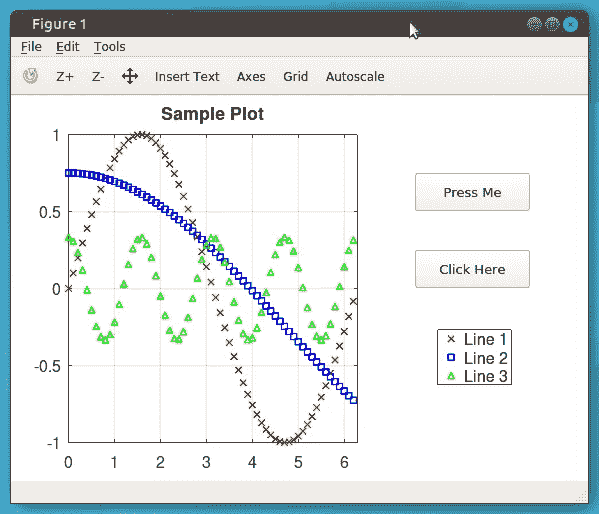 Figure 1
File Edit Tools
Z+ Z- Insert Text Axes Grid Autoscale
Sample Plot
1
0.5
0
-0.5
-1
0 1 2 3 4 5 6
Press Me
Click Here
Line 1
Line 2
Line 3